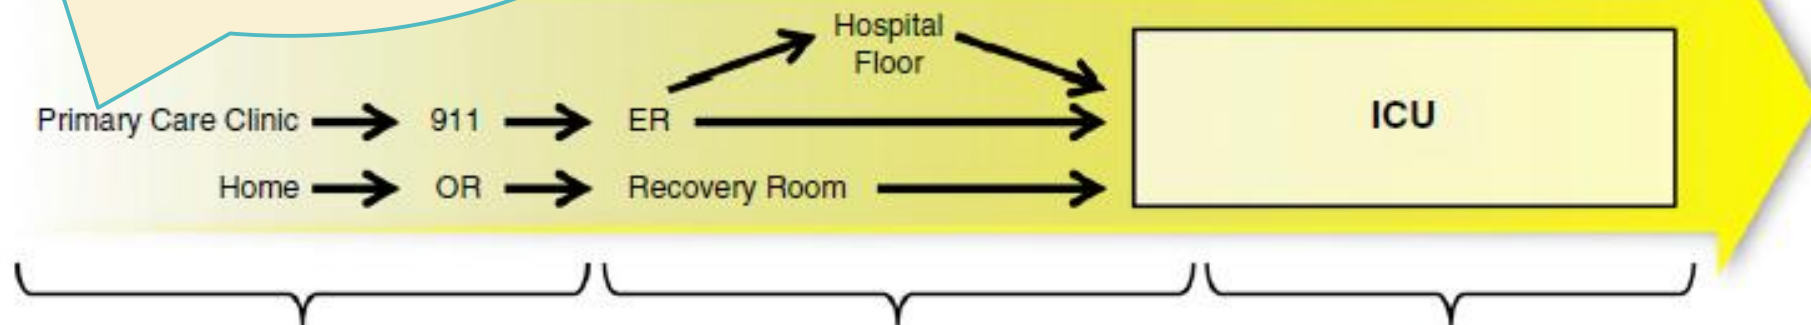 Hospital
Floor
Primary Care Clinic 911 ER
ICU
Home OR Recovery Room